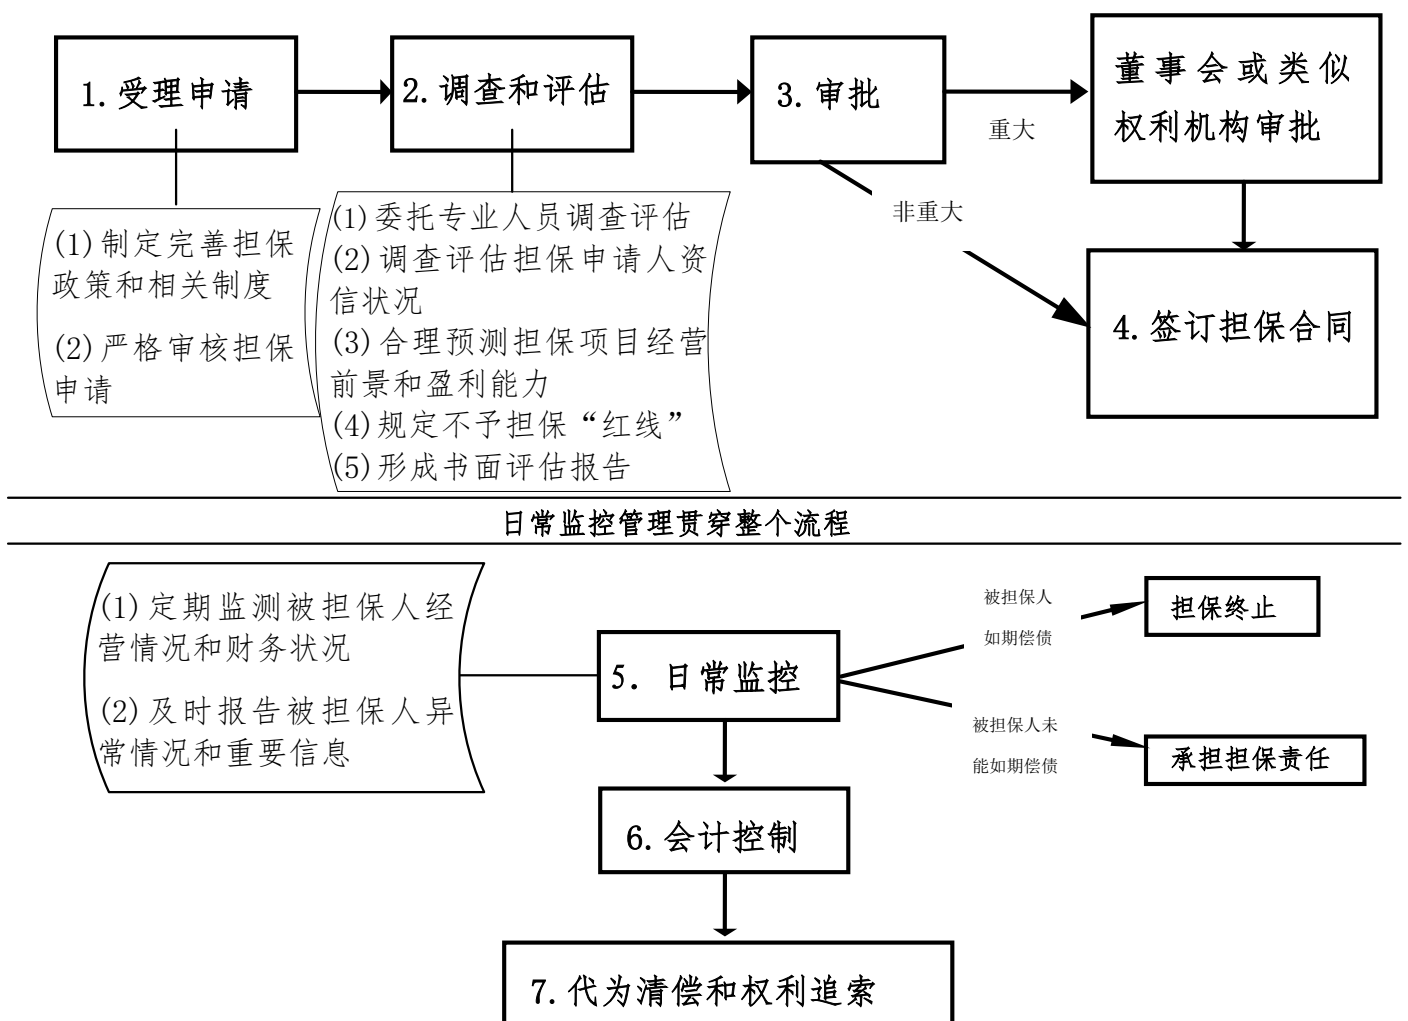 1.受理申请
2.调查和评估
3.审批
重大
董事会或类似
权利机构审批
非重大
(1)制定完善担保
政策和相关制度
(2)严格审核担保
申请
(1)委托专业人员调查评估
(2)调查评估担保申请人资
信状况
(3)合理预测担保项目经营
前景和盈利能力
(4)规定不予担保“红线”
(5)形成书面评估报告
4.签订担保合同
日常监控管理贯穿整个流程
(1)定期监测被担保人经
营情况和财务状况
(2)及时报告被担保人异
常情况和重要信息
5. 日常监控
被担保人
如期偿债
担保终止
被担保人未
能如期偿债
承担担保责任
6.会计控制
7.代为清偿和权利追索